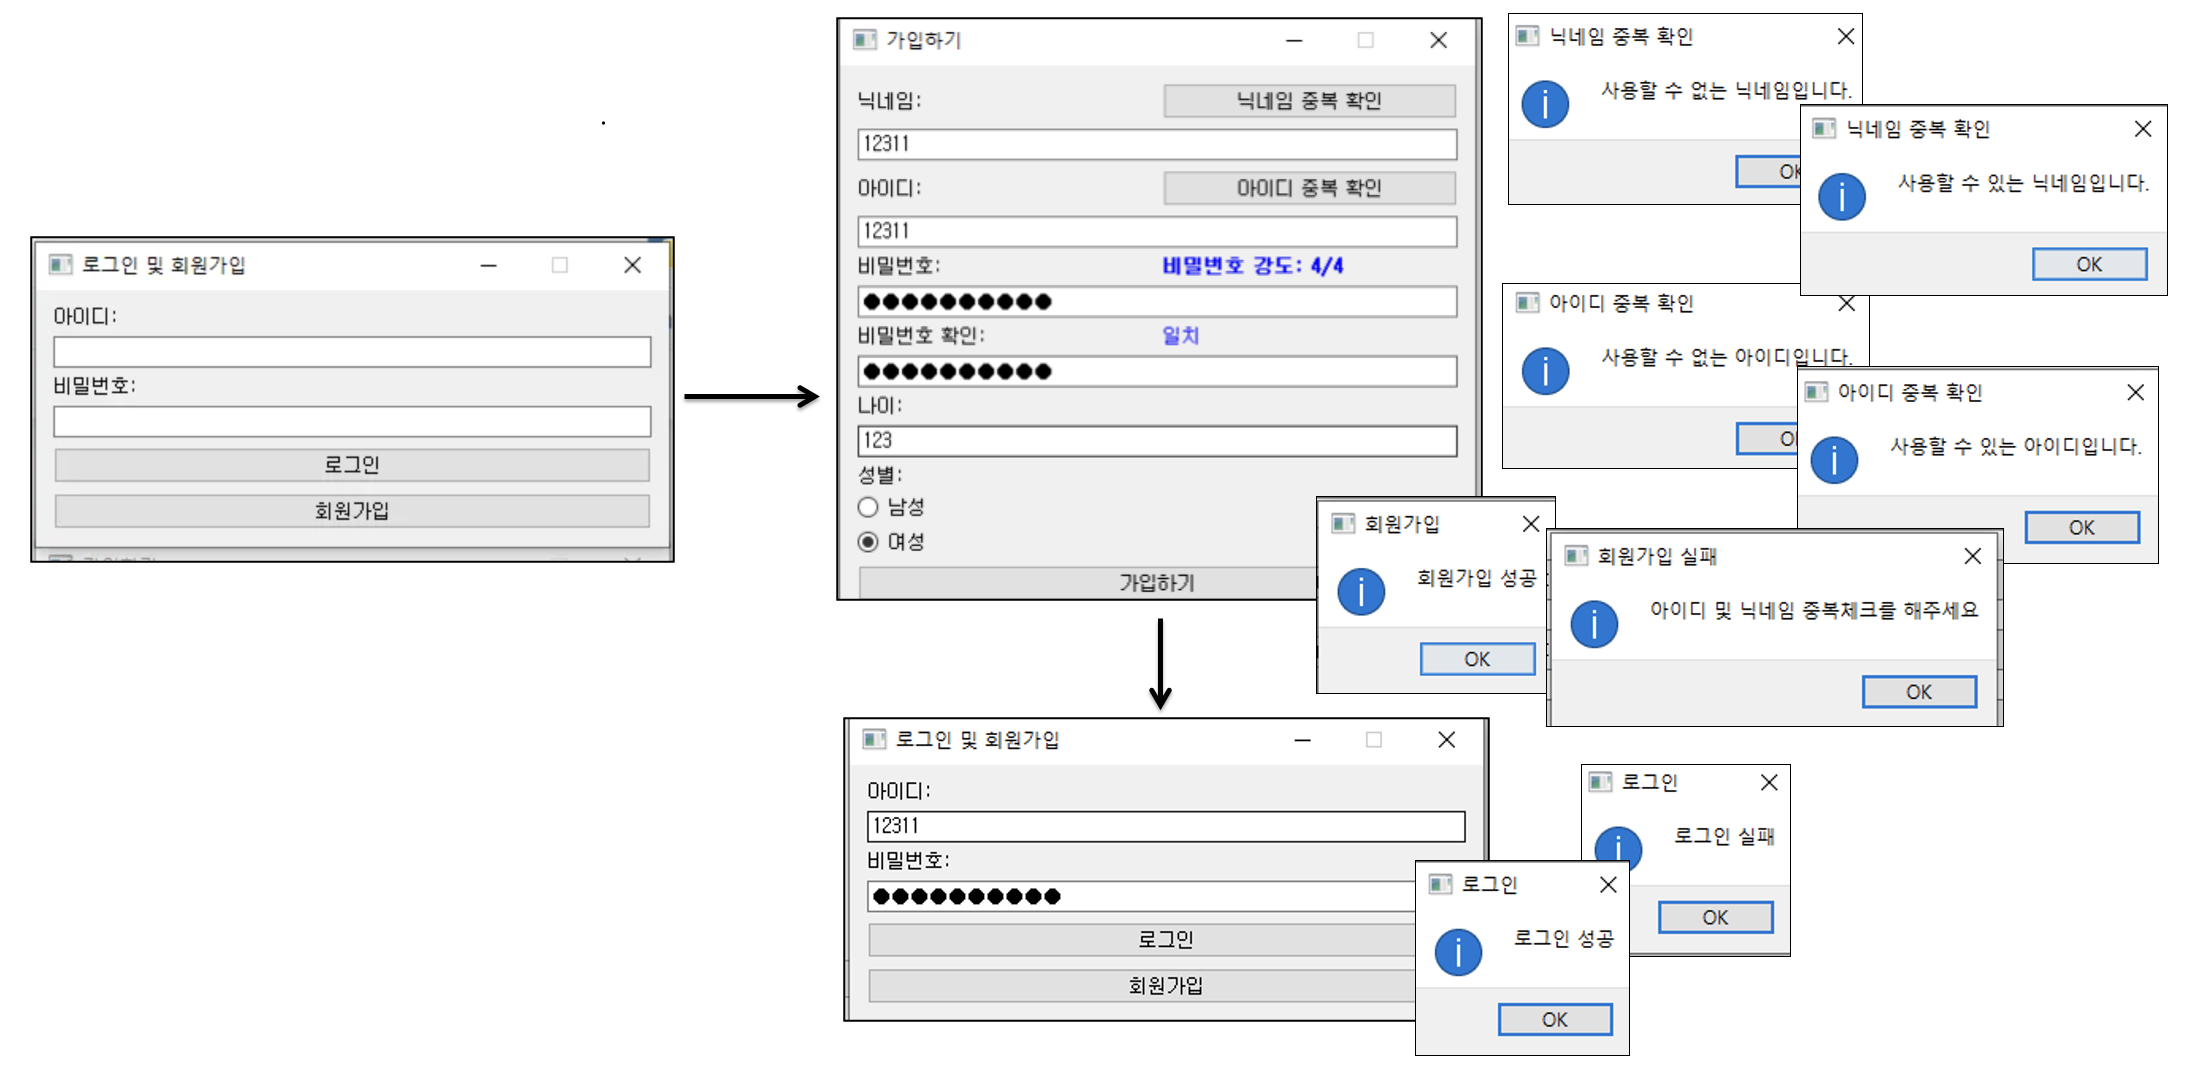 로그인 및 회원가입
아이디:
비밀번호:
로그인
회원가입
가입하기
닉네임:
닉네임 중복 확인
12311
아이디:
아이디 중복 확인
12311
비밀번호:
비밀번호 강도: 4/4
비밀번호 확인:
일치
나이:
123
성별:
남성
여성
가입하기
닉네임 중복 확인
사용할 수 없는 닉네임입니다.
OK
닉네임 중복 확인
사용할 수 있는 닉네임입니다.
OK
아이디 중복 확인
사용할 수 없는 아이디입니다.
아이디 중복 확인
사용할 수 있는 아이디입니다.
OK
회원가입
회원가입 성공
OK
회원가입 실패
아이디 및 닉네임 중복체크를 해주세요
OK
로그인 및 회원가입
아이디:
12311
비밀번호:
로그인
회원가입
로그인
로그인 실패
OK
로그인
로그인 성공
OK